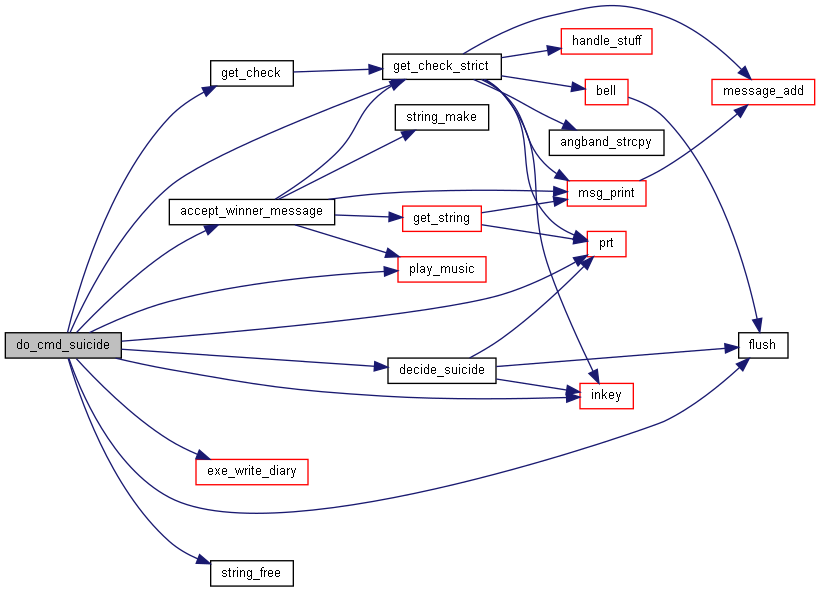 handle_stuff
get_check_strict
get_check
bell
message_add
string_make
angband_strcpy
msg_print
accept_winner_message
get_string
prt
play_music
do_cmd_suicide
flush
decide_suicide
inkey
exe_write_diary
string_free